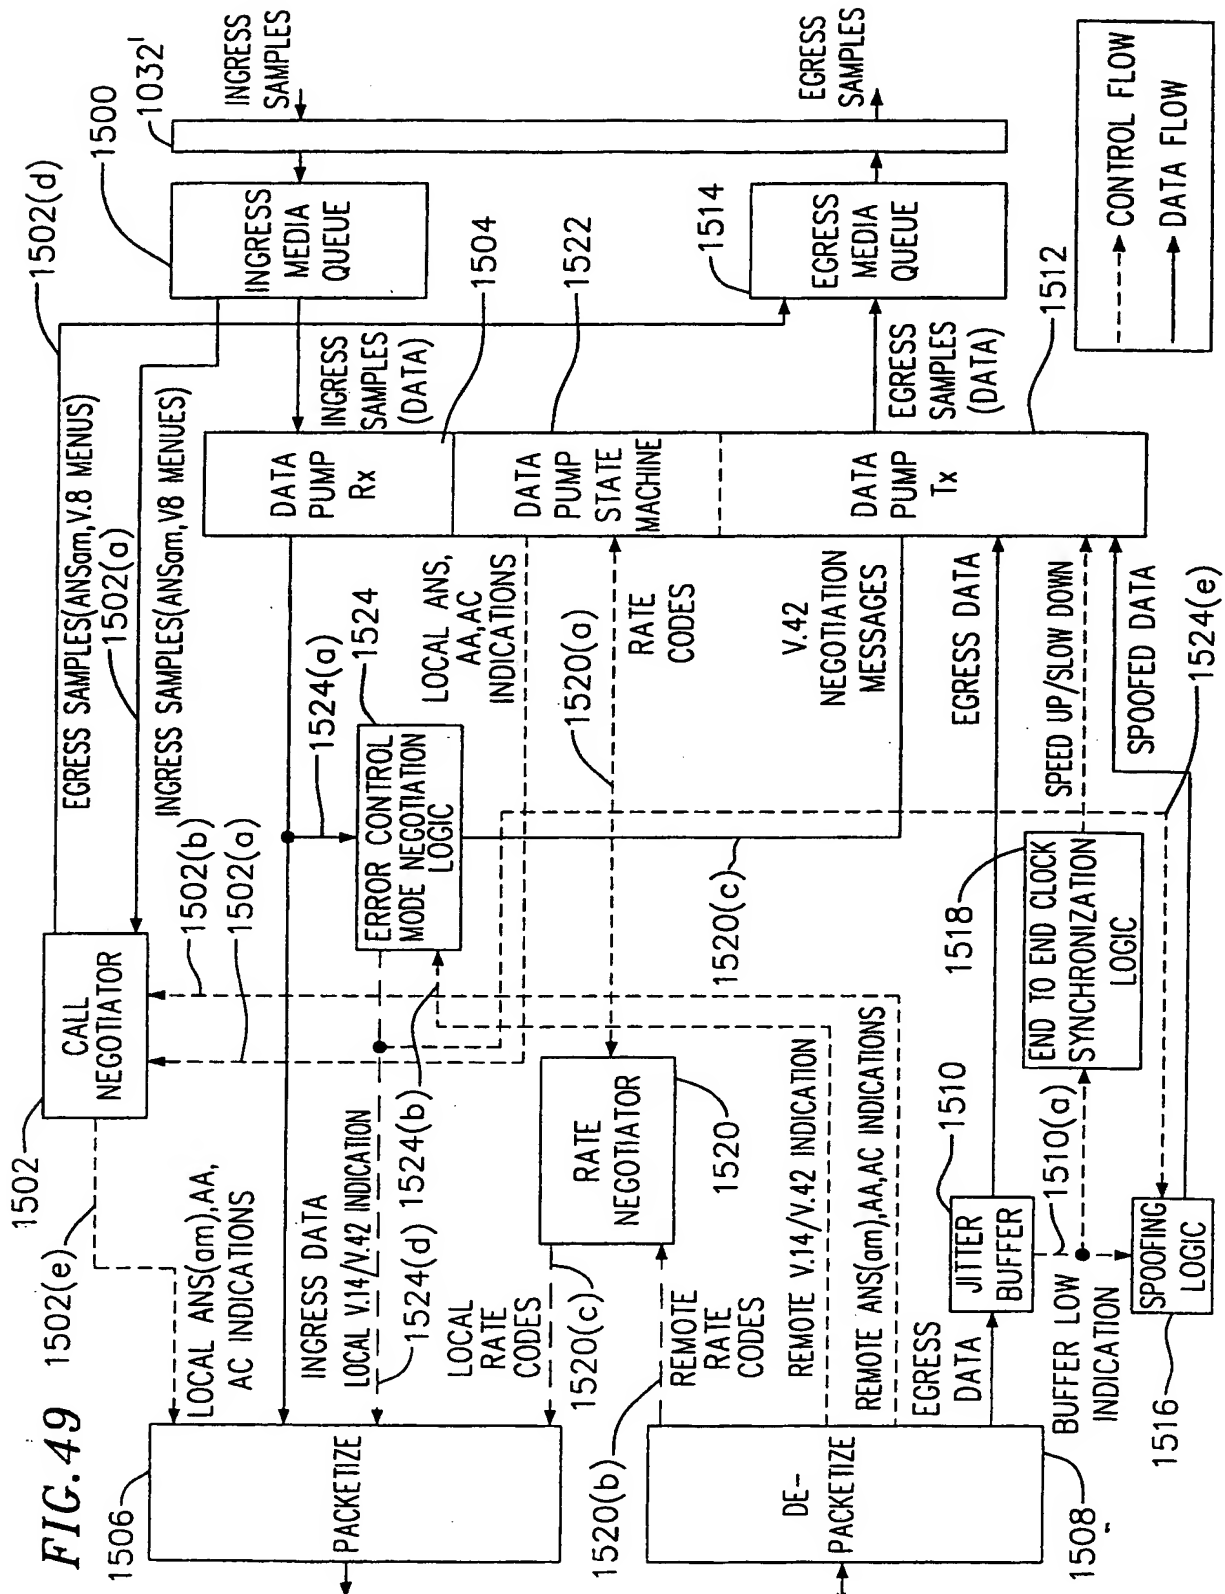 FIG.49
1502(d)
1500
1032'
INGRESS
SAMPLES
INGRESS
MEDIA
QUEUE
1504
1522
1514
EGRESS
MEDIA
QUEUE
EGRESS
SAMPLES
CONTROL FLOW
DATA FLOW
1512
EGRESS SAMPLES(ANSam,V.8 MENUS)
1502(a)
INGRESS SAMPLES(ANSam,V8 MENUES)
INGRESS
SAMPLES
(DATA)
EGRESS
SAMPLES
(DATA)
DATA
PUMP
Rx
DATA
PUMP
STATE
MACHINE
DATA
PUMP
Tx
1502(b)
1502(a)
1524(a)
1524
LOCAL ANS,
AA,AC
INDICATIONS
1520(a)
RATE
CODES
V.42
NEGOTIATION
MESSAGES
EGRESS DATA
SPEED UP/SLOW DOWN
SPOOFED DATA
1524(e)
CALL
NEGOTIATOR
1502
1502(e)
ERROR CONTROL
MODE NEGOTIATION
LOGIC
1520(c)
1518
END TO END CLOCK
SYNCHRONIZATION
LOGIC
LOCAL ANS(am),AA,
AC INDICATIONS
INGRESS DATA
LOCAL V.14/V.42 INDICATION
1524(b)
1524(d)
RATE
NEGOTIATOR
1520
LOCAL
RATE
CODES
1520(c)
REMOTE
RATE
CODES
1520(b)
REMOTE V.14/V.42 INDICATION
REMOTE ANS(am),AA,AC INDICATIONS
1510
1510(a)
JITTER
BUFFER
EGRESS
DATA
BUFFER LOW
INDICATION
SPOOFING
LOGIC
1516
1506
PACKETIZE
DE-
PACKETIZE
1508